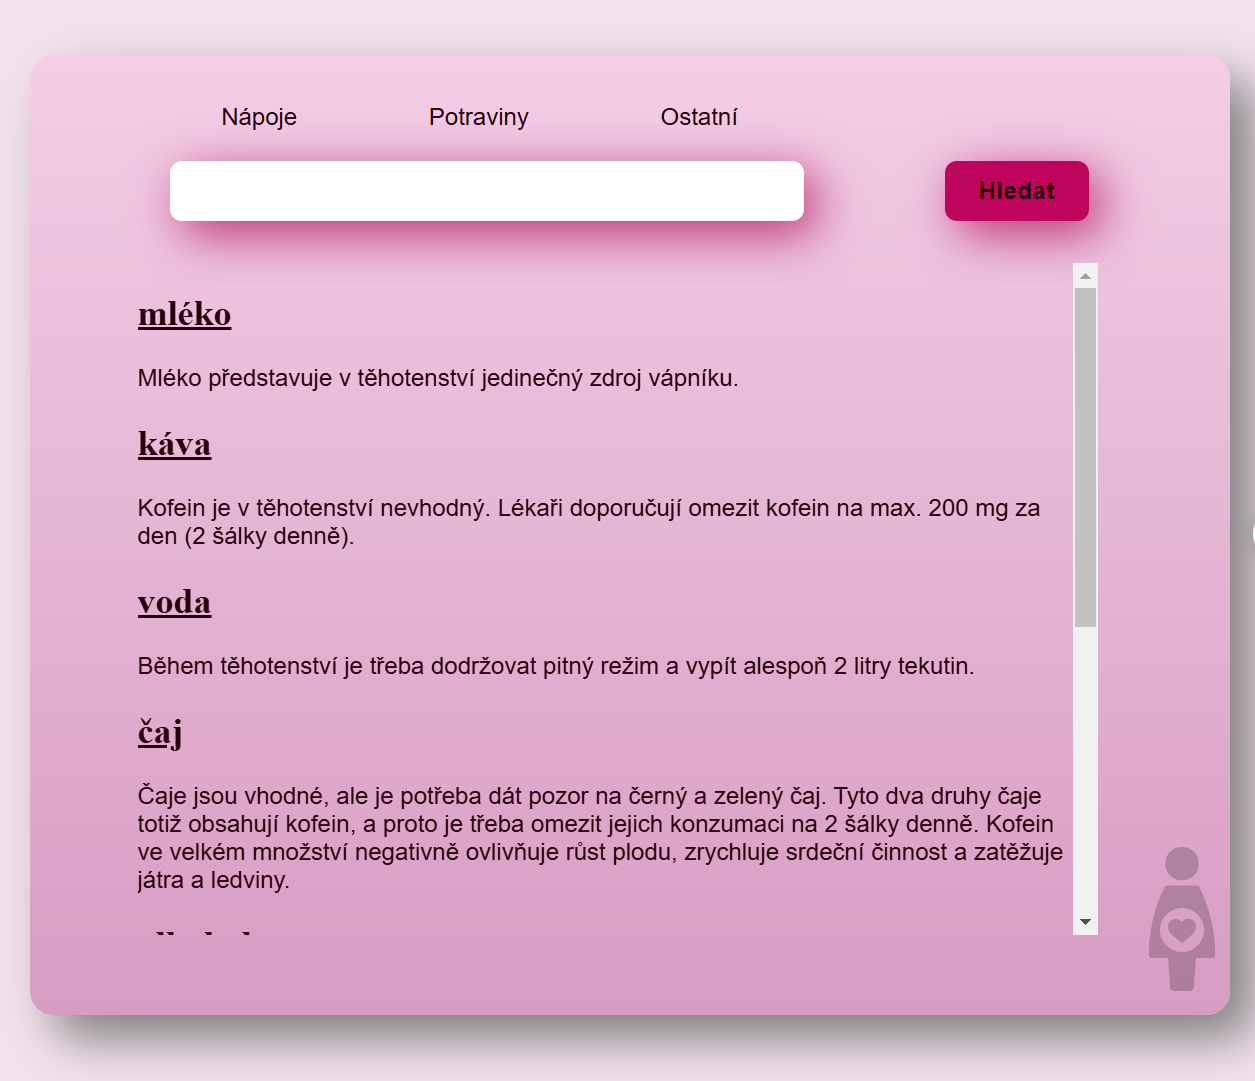 Nápoje Potraviny Ostatní
Hledat
mléko
Mléko představuje v těhotenství jedinečný zdroj vápníku.
káva
Kofein je v těhotenství nevhodný. Lékaři doporučují omezit kofein na max. 200 mg za
den (2 šálky denně).
voda
Během těhotenství je třeba dodržovat pitný režim a vypít alespoň 2 litry tekutin.
čaj
Čaje jsou vhodné, ale je potřeba dát pozor na černý a zelený čaj. Tyto dva druhy čaje
totiž obsahují kofein, a proto je třeba omezit jejich konzumaci na 2 šálky denně. Kofein
ve velkém množství negativně ovlivňuje růst plodu, zrychluje srdeční činnost a zatěžuje
játra a ledviny.